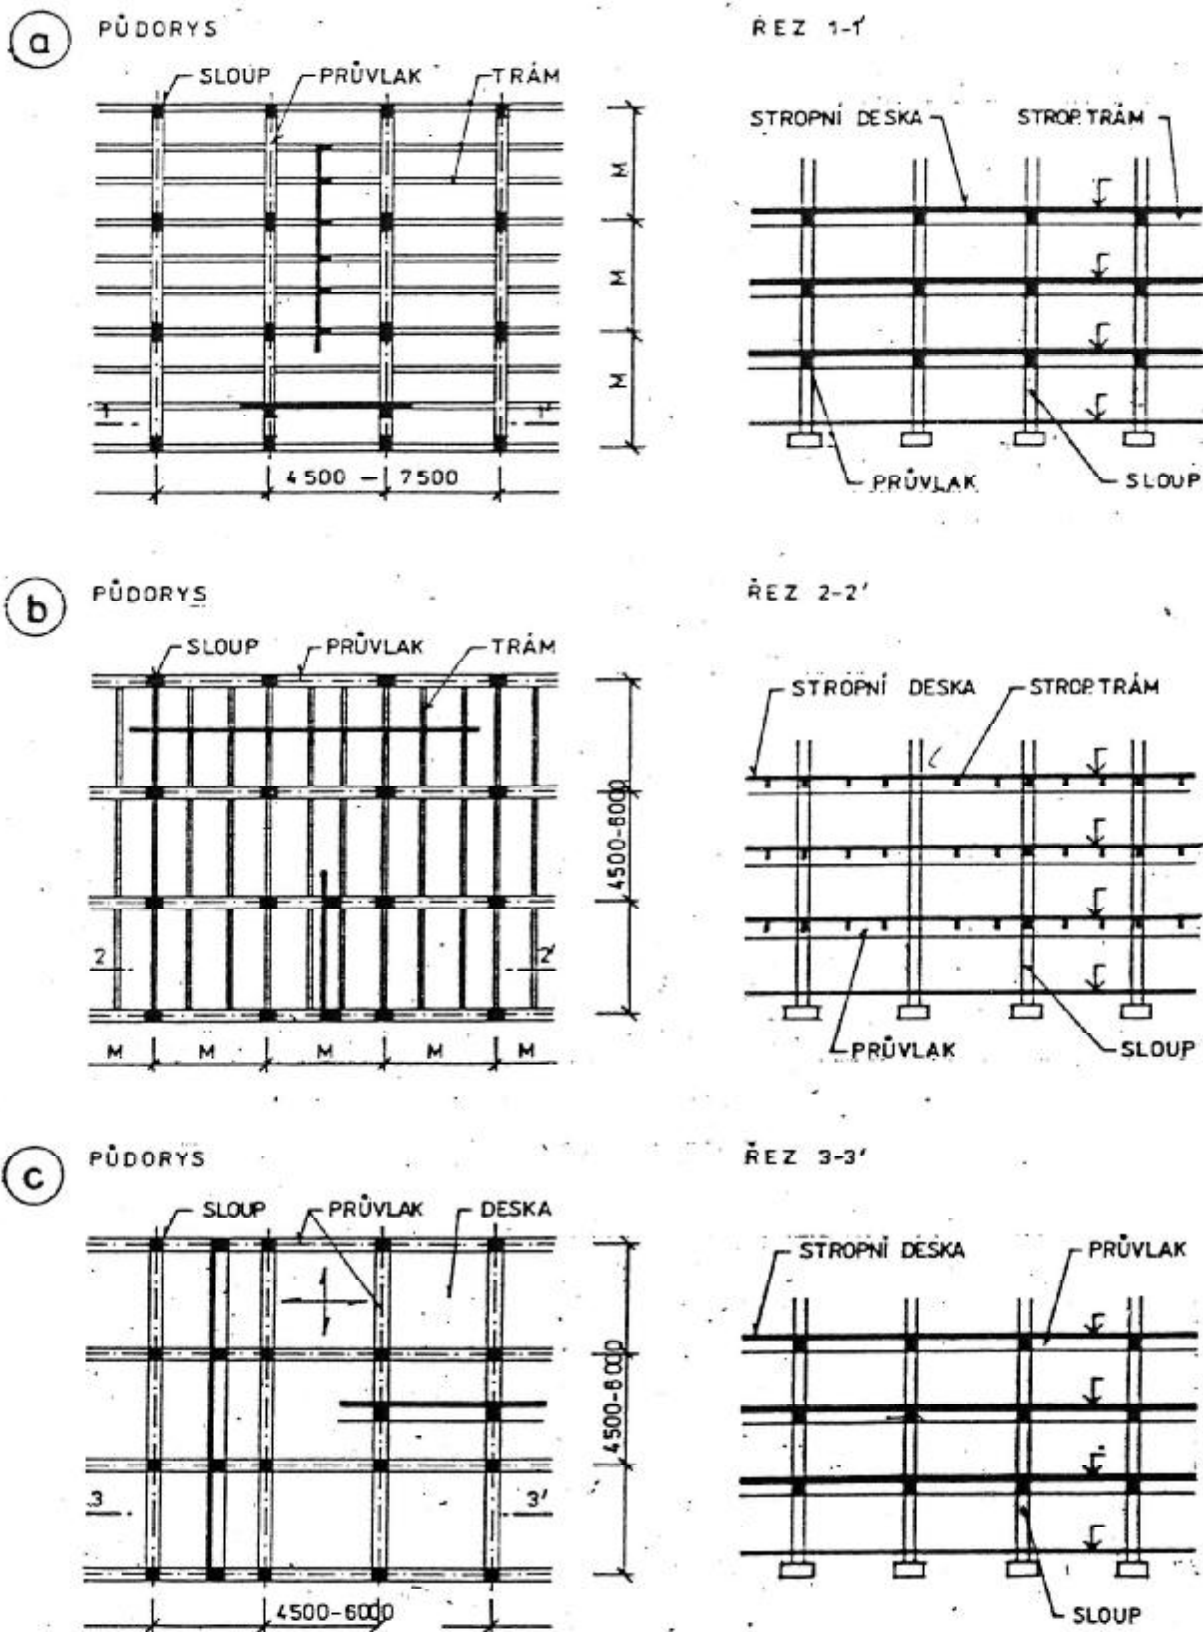 a PŮDORYS
SLOUP PRŮVLAK TRÁM
M
M
M
1 1'
4500 – 7500
ŘEZ 1-1'
STROPNÍ DESKA STROP. TRÁM
PRŮVLAK SLOUP
b PŮDORYS
SLOUP PRŮVLAK TRÁM
4500-6000
2 2'
M M M M M
ŘEZ 2-2'
STROPNÍ DESKA STROP. TRÁM
PRŮVLAK SLOUP
c PŮDORYS
SLOUP PRŮVLAK DESKA
4500-6000
3 3'
4500-6000
ŘEZ 3-3'
STROPNÍ DESKA PRŮVLAK
SLOUP